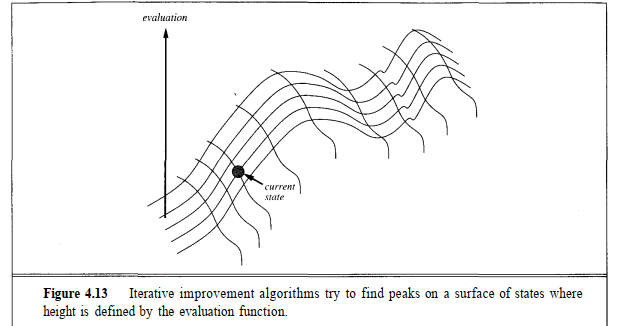 evaluation
current
state
Figure 4.13 Iterative improvement algorithms try to find peaks on a surface of states where
height is defined by the evaluation function.